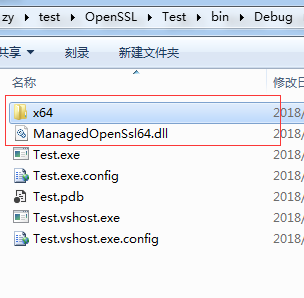 zy ▸ test ▸ OpenSSL ▸ Test ▸ bin ▸ Debug
共享 ▼ 刻录 新建文件夹
名称 修改日
x64 2018/
ManagedOpenSsl64.dll 2018/
Test.exe 2018/
Test.exe.config 2018/
Test.pdb 2018/
Test.vshost.exe 2018/
Test.vshost.exe.config 2018/